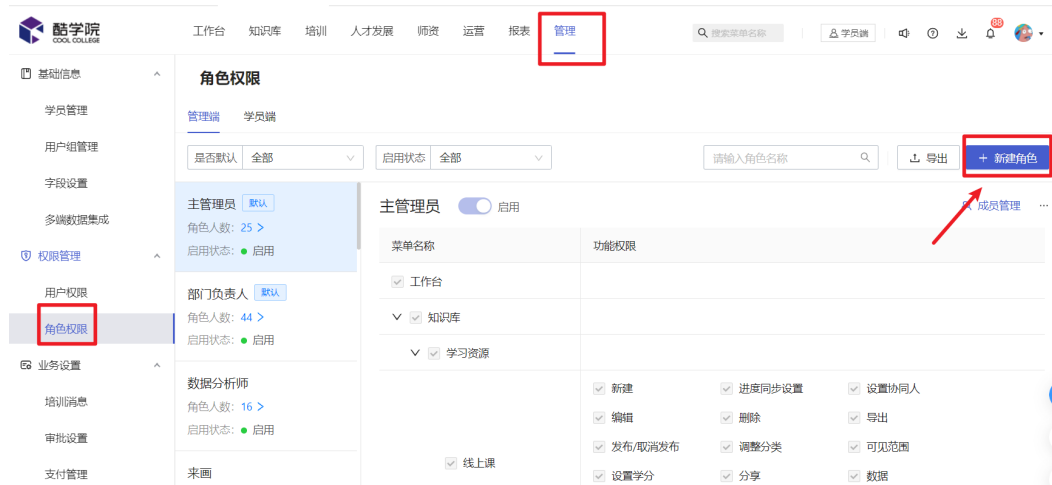 酷学院
COOL COLLEGE
工作台 知识库 培训 人才发展 师资 运营 报表 管理
搜索菜单名称
学员端
88
基础信息
学员管理
用户组管理
字段设置
多端数据集成
权限管理
用户权限
角色权限
业务设置
培训消息
审批设置
支付管理
角色权限
管理端 学员端
是否默认 全部
启用状态 全部
请输入角色名称
导出
+ 新建角色
主管理员 默认
角色人数: 25 >
启用状态: 启用
部门负责人 默认
角色人数: 44 >
启用状态: 启用
数据分析师
角色人数: 16 >
启用状态: 启用
来画
主管理员 启用
成员管理 ...
菜单名称 功能权限
工作台
知识库
学习资源
线上课
新建 进度同步设置 设置协同人
编辑 删除 导出
发布/取消发布 调整分类 可见范围
设置学分 分享 数据